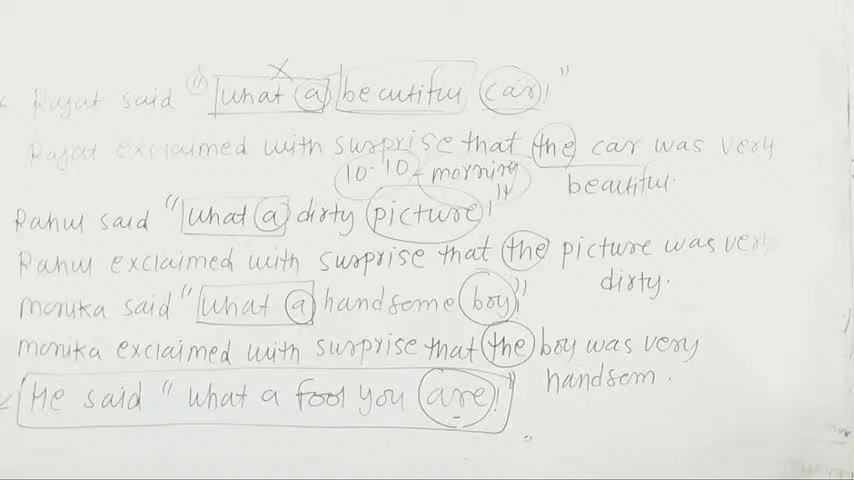 Rajat said "what a beautiful car!"
Rajat exclaimed with surprise that the car was very
beautiful.
10-10 - morning
Rahul said "what a dirty picture!"
Rahul exclaimed with surprise that the picture was very
dirty.
monika said "what a handsome boy!"
monika exclaimed with surprise that the boy was very
handsom.
He said "what a fool you are!"